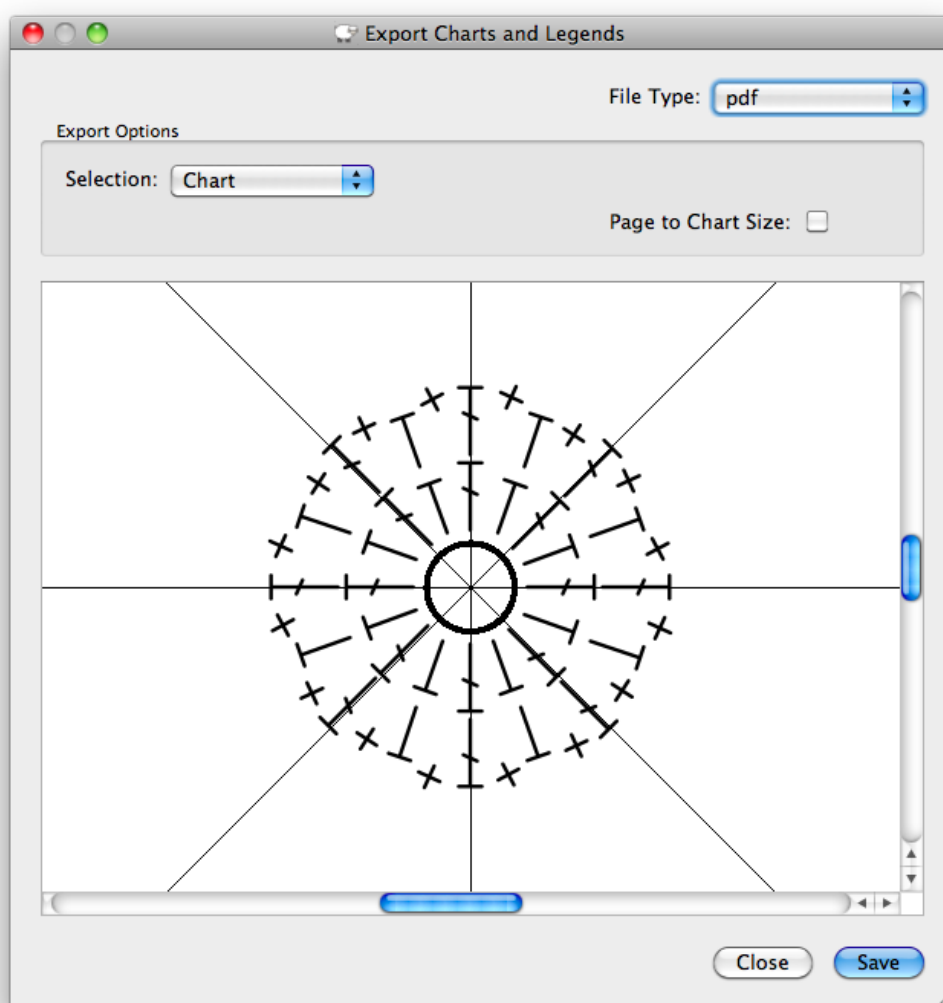 Export Charts and Legends
File Type: pdf
Export Options
Selection: Chart
Page to Chart Size:
Close Save